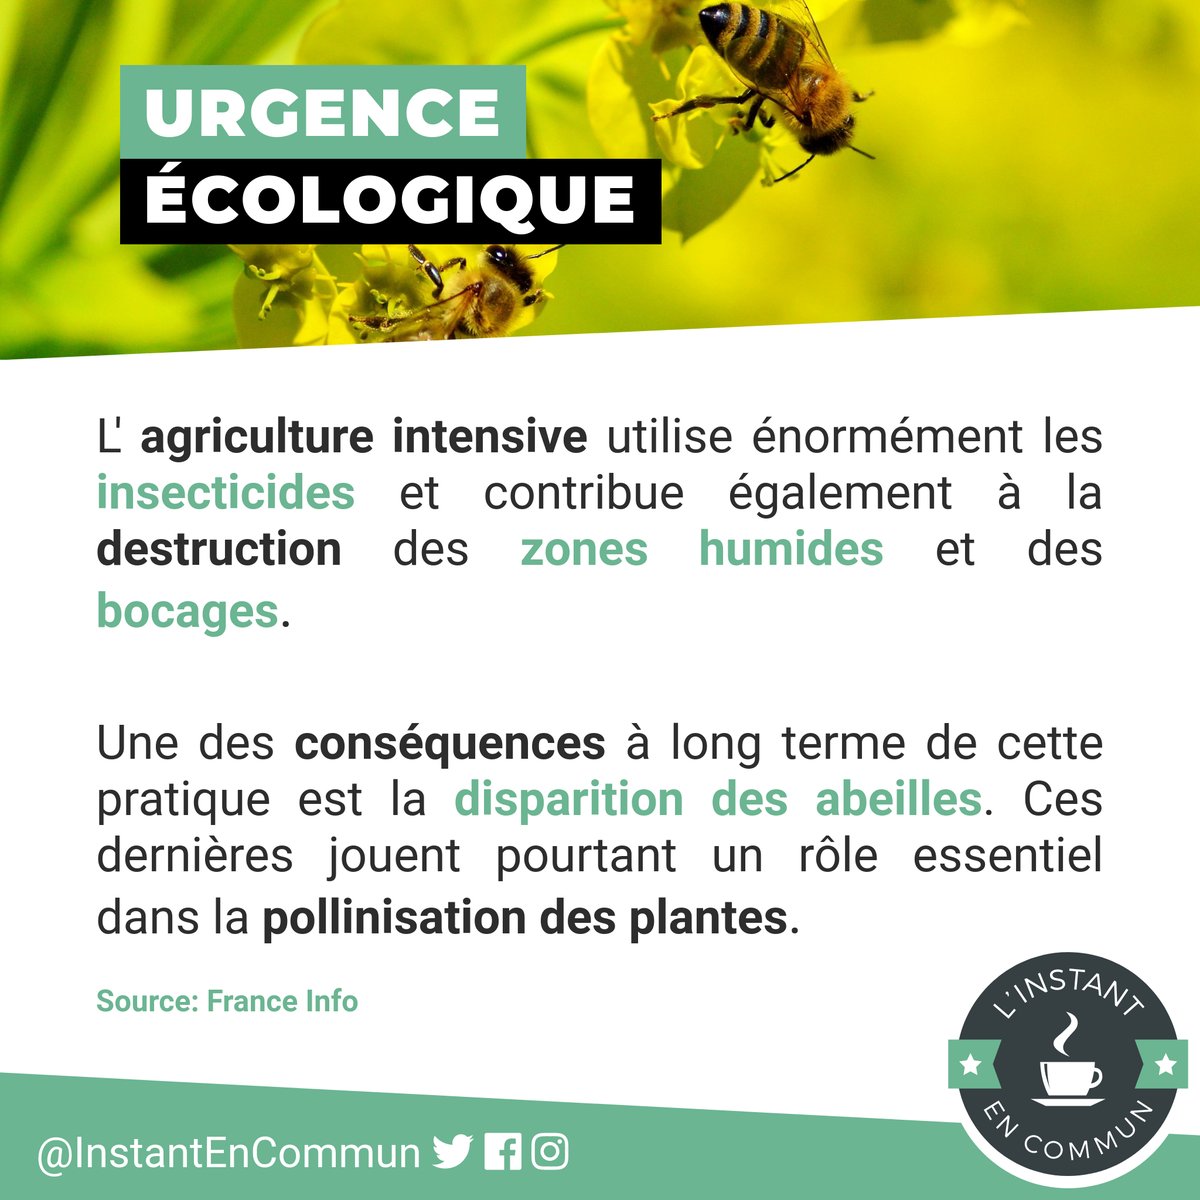 URGENCE
ÉCOLOGIQUE
L' agriculture intensive utilise énormément les
insecticides et contribue également à la
destruction des zones humides et des
bocages.
Une des conséquences à long terme de cette
pratique est la disparition des abeilles. Ces
dernières jouent pourtant un rôle essentiel
dans la pollinisation des plantes.
Source: France Info
L'INSTANT
EN COMMUN
@InstantEnCommun